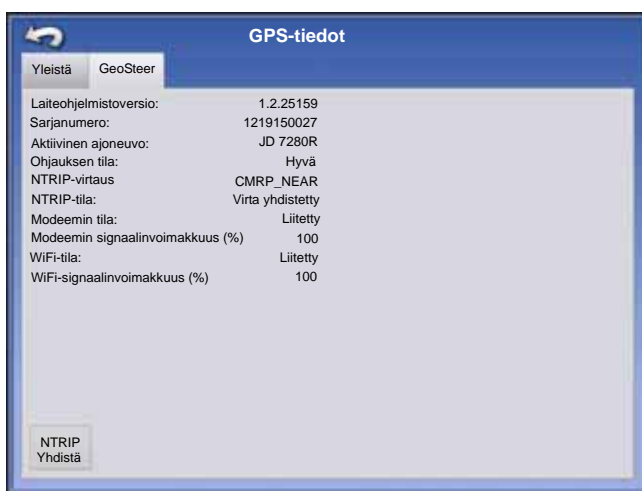 GPS-tiedot
Yleistä GeoSteer
Laiteohjelmistoversio: 1.2.25159
Sarjanumero: 1219150027
Aktiivinen ajoneuvo: JD 7280R
Ohjauksen tila: Hyvä
NTRIP-virtaus CMRP_NEAR
NTRIP-tila: Virta yhdistetty
Modeemin tila: Liitetty
Modeemin signaalinvoimakkuus (%) 100
WiFi-tila: Liitetty
WiFi-signaalinvoimakkuus (%) 100
NTRIP
Yhdistä